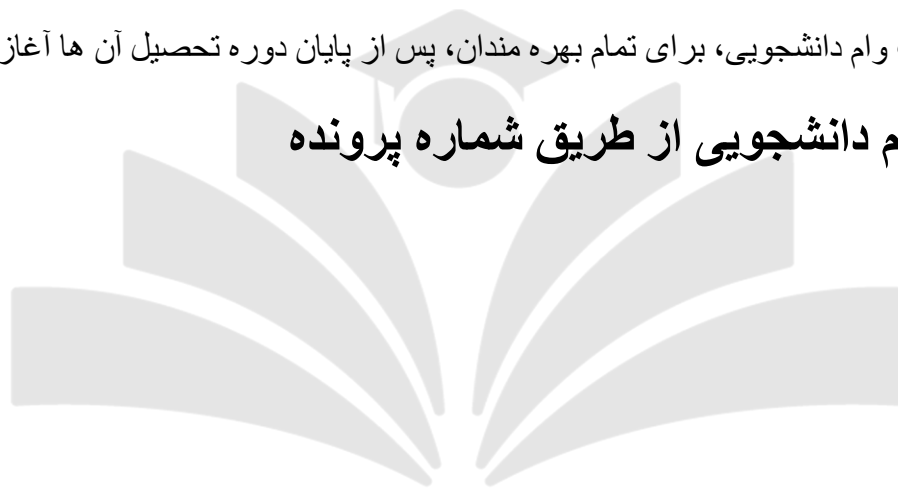 وام دانشجویی، برای تمام بهره مندان، پس از پایان دوره تحصیل آن ها آغاز
دانشجویی از طریق شماره پرونده